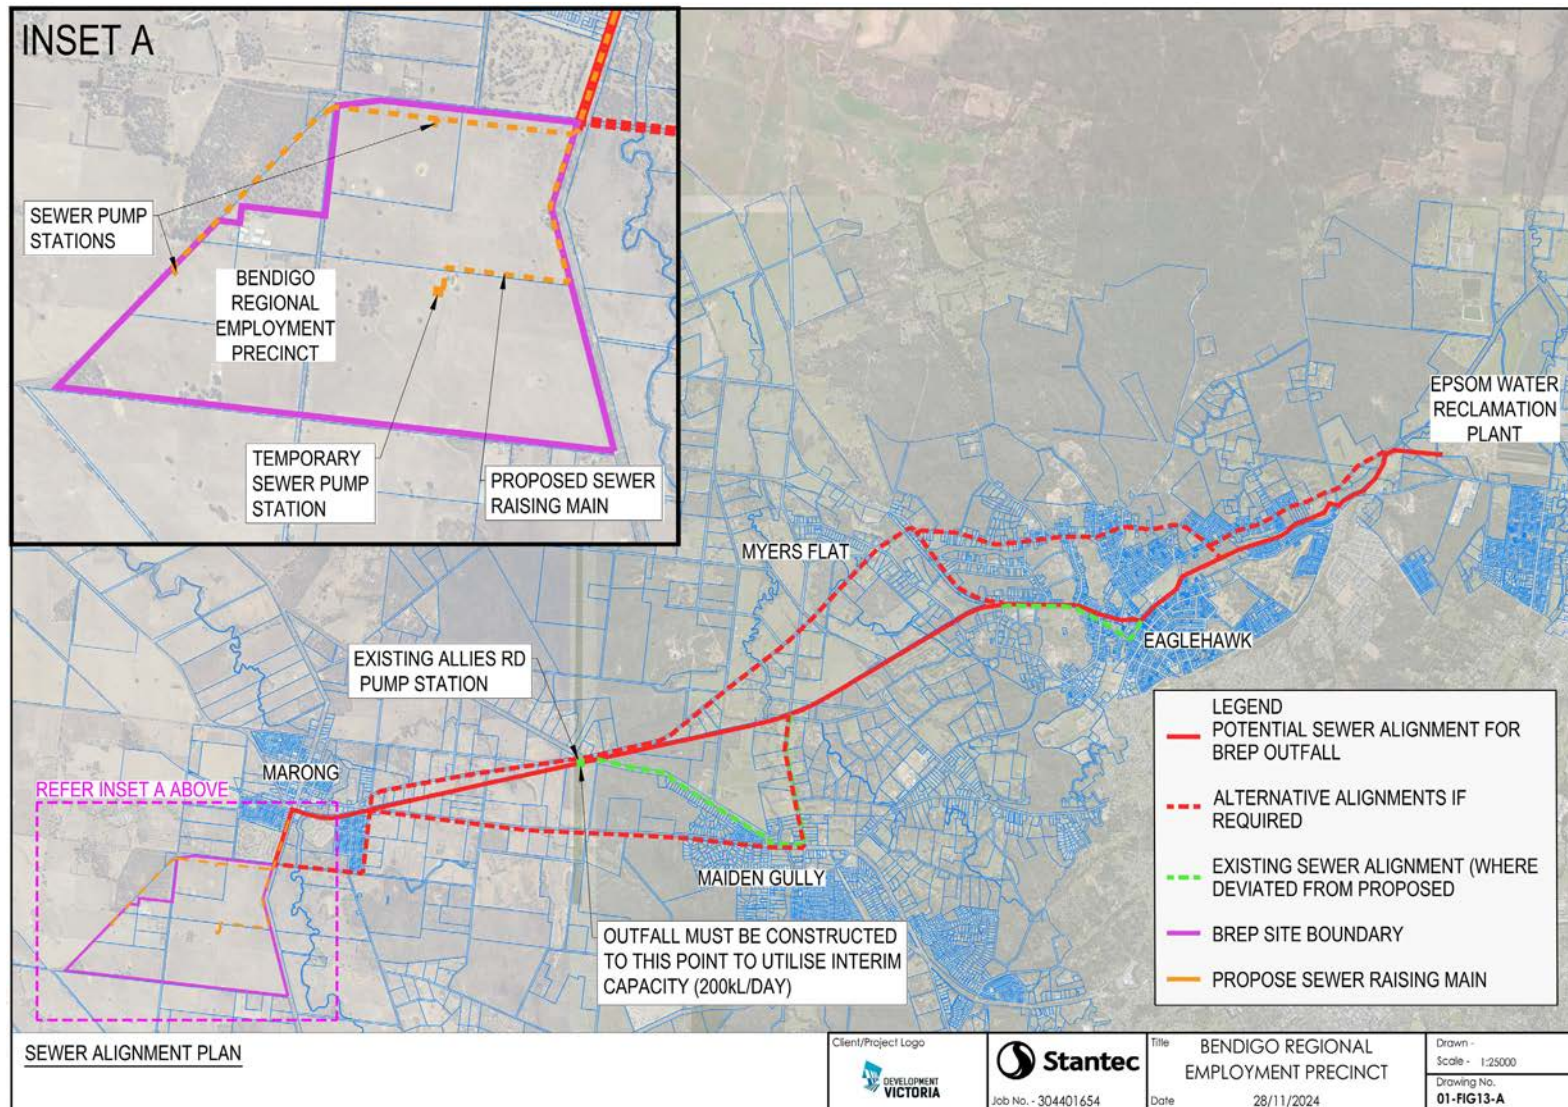 INSET A
SEWER PUMP
STATIONS
BENDIGO
REGIONAL
EMPLOYMENT
PRECINCT
TEMPORARY
SEWER PUMP
STATION
PROPOSED SEWER
RAISING MAIN
EPSOM WATER
RECLAMATION
PLANT
MYERS FLAT
EAGLEHAWK
EXISTING ALLIES RD
PUMP STATION
MARONG
REFER INSET A ABOVE
MAIDEN GULLY
OUTFALL MUST BE CONSTRUCTED
TO THIS POINT TO UTILISE INTERIM
CAPACITY (200kL/DAY)
LEGEND
POTENTIAL SEWER ALIGNMENT FOR
BREP OUTFALL
ALTERNATIVE ALIGNMENTS IF
REQUIRED
EXISTING SEWER ALIGNMENT (WHERE
DEVIATED FROM PROPOSED
BREP SITE BOUNDARY
PROPOSE SEWER RAISING MAIN
SEWER ALIGNMENT PLAN
Client/Project Logo
DEVELOPMENT
VICTORIA
Stantec
Job No. - 304401654
Title
BENDIGO REGIONAL
EMPLOYMENT PRECINCT
Date
28/11/2024
Drawn -
Scale - 1:25000
Drawing No.
01-FIG13-A